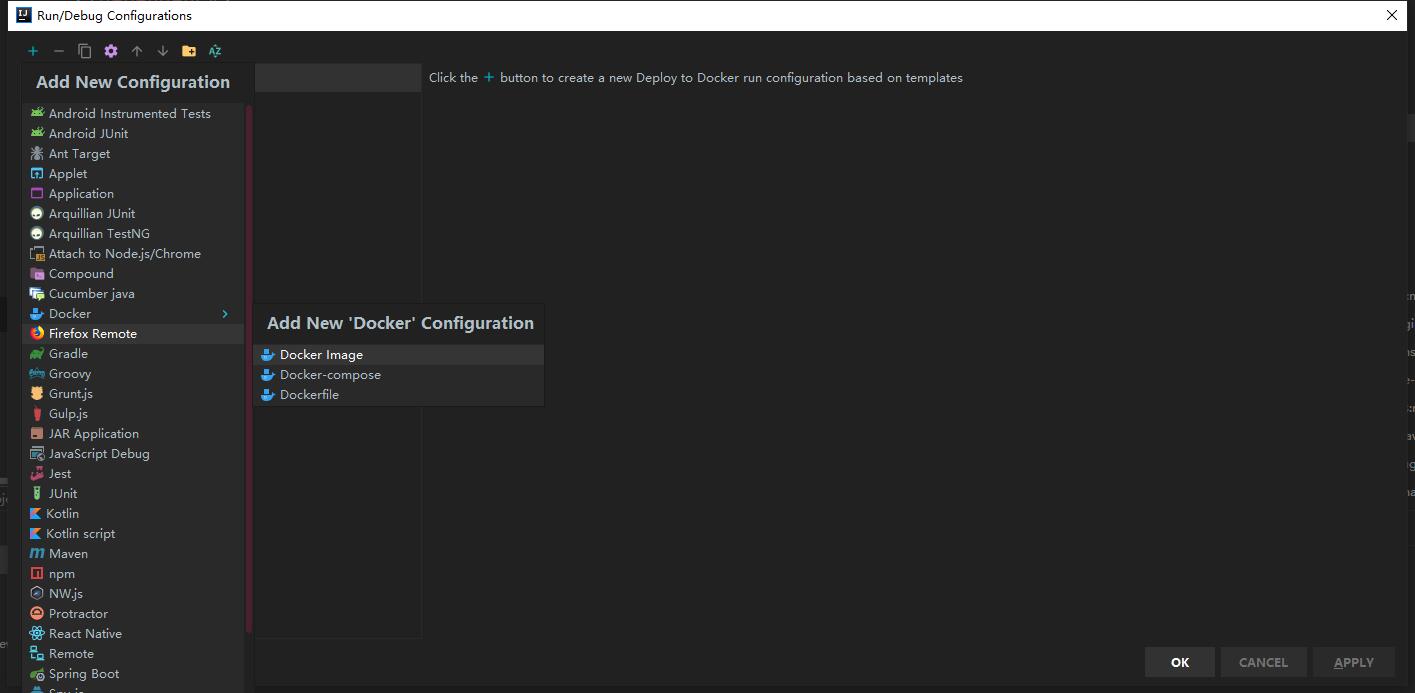 Run/Debug Configurations
Add New Configuration
Click the + button to create a new Deploy to Docker run configuration based on templates
Android Instrumented Tests
Android JUnit
Ant Target
Applet
Application
Arquillian JUnit
Arquillian TestNG
Attach to Node.js/Chrome
Compound
Cucumber java
Docker
Firefox Remote
Gradle
Groovy
Grunt.js
Gulp.js
JAR Application
JavaScript Debug
Jest
JUnit
Kotlin
Kotlin script
Maven
npm
NW.js
Protractor
React Native
Remote
Spring Boot
Add New 'Docker' Configuration
Docker Image
Docker-compose
Dockerfile
OK
CANCEL
APPLY